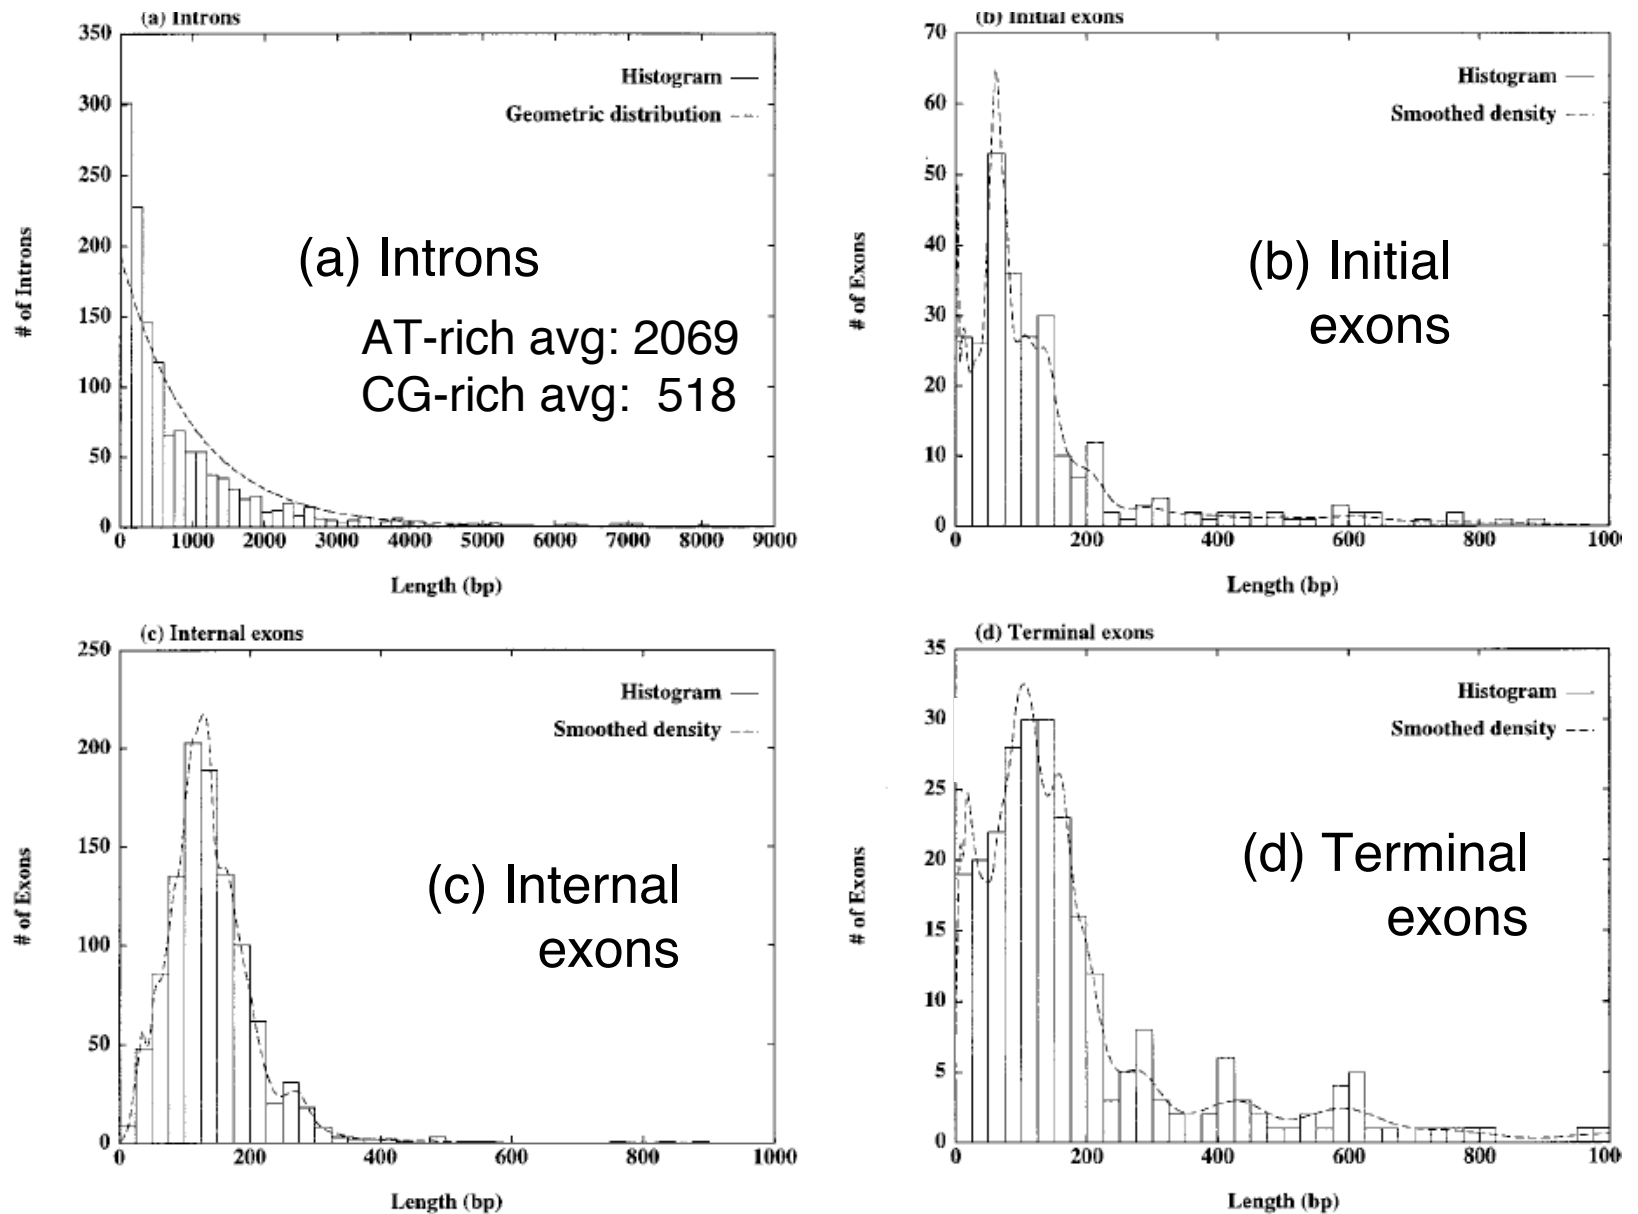 (a) Introns
350
300
250
200
150
100
50
0
# of Introns
Histogram
Geometric distribution
(a) Introns
AT-rich avg: 2069
CG-rich avg: 518
0 1000 2000 3000 4000 5000 6000 7000 8000 9000
Length (bp)
(b) Initial exons
70
60
50
40
30
20
10
0
# of Exons
Histogram
Smoothed density
(b) Initial
exons
0 200 400 600 800 100
Length (bp)
(c) Internal exons
250
200
150
100
50
0
# of Exons
Histogram
Smoothed density
(c) Internal
exons
0 200 400 600 800 1000
Length (bp)
(d) Terminal exons
35
30
25
20
15
10
5
0
# of Exons
Histogram
Smoothed density
(d) Terminal
exons
0 200 400 600 800 100
Length (bp)